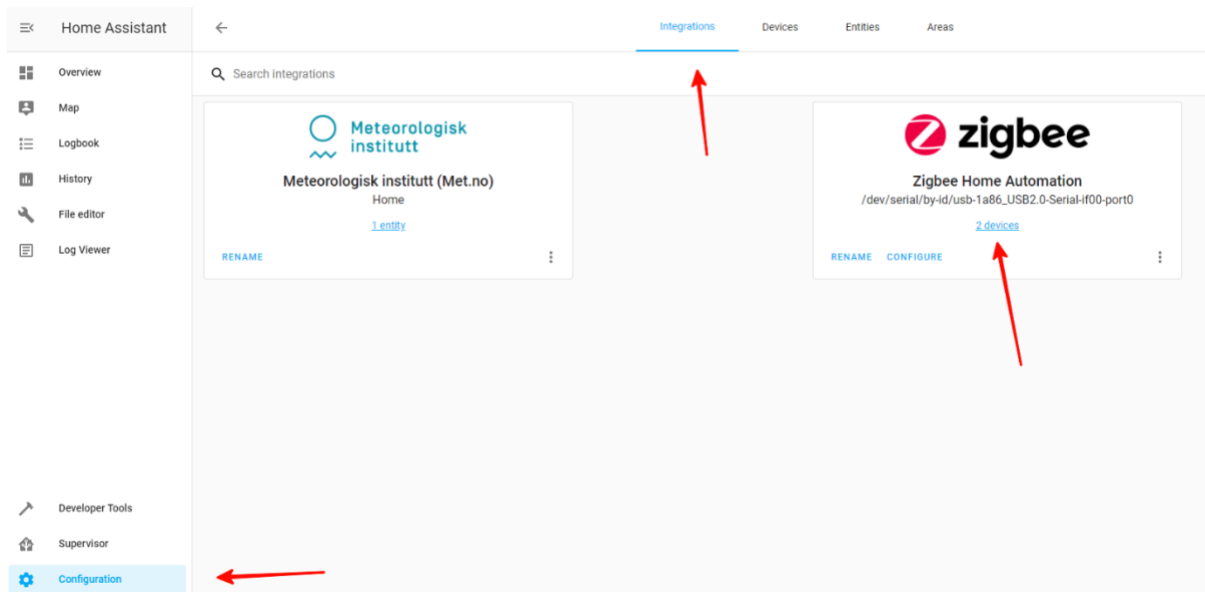 Home Assistant
Overview
Map
Logbook
History
File editor
Log Viewer
Developer Tools
Supervisor
Configuration
Integrations
Devices
Entities
Areas
Search integrations
Meteorologisk
institutt
Meteorologisk institutt (Met.no)
Home
1 entity
RENAME
zigbee
Zigbee Home Automation
/dev/serial/by-id/usb-1a86_USB2.0-Serial-if00-port0
2 devices
RENAME CONFIGURE